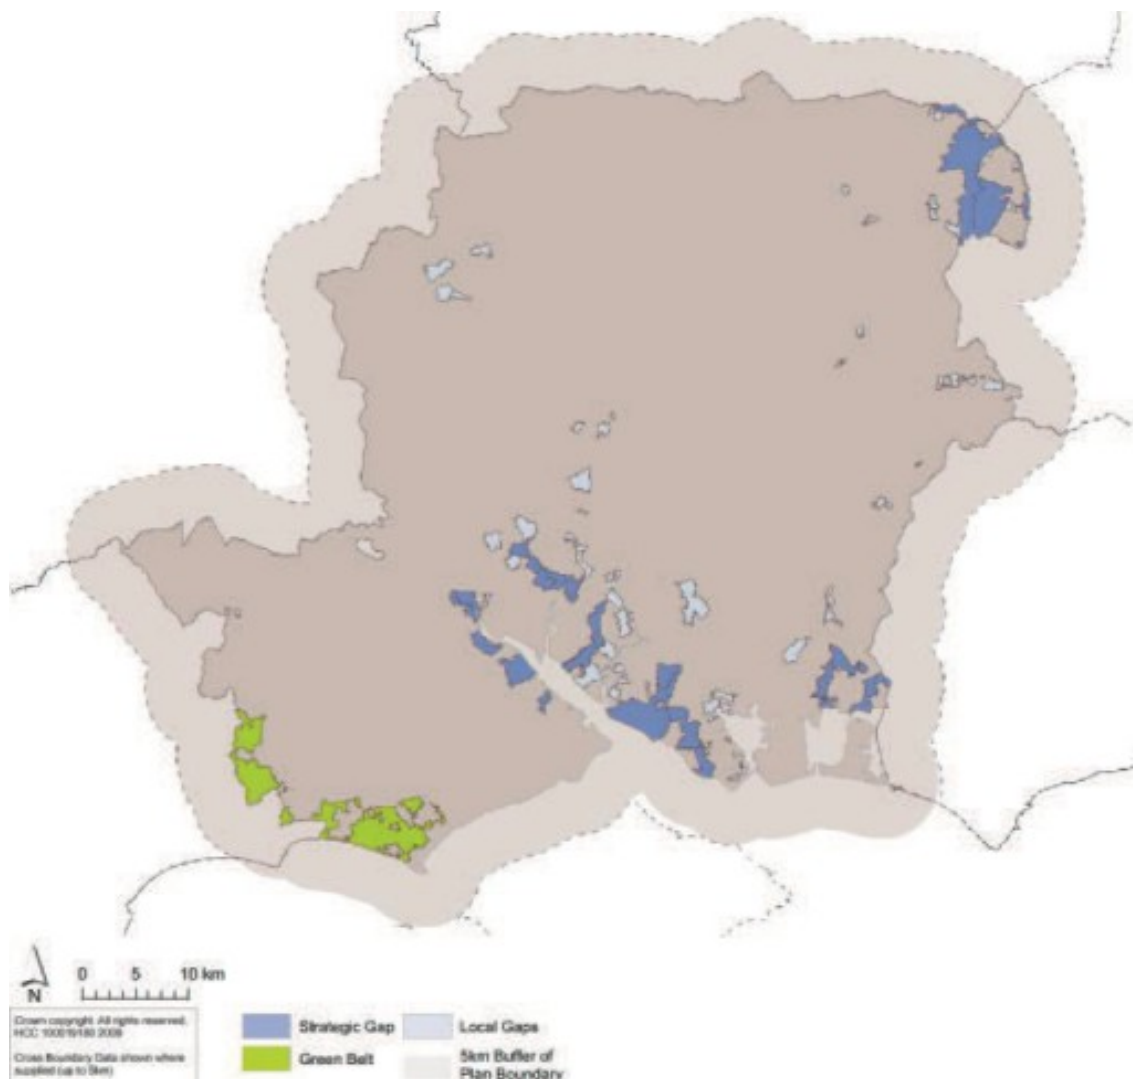 0 5 10 km
N
Crown copyright. All rights reserved.
HCC 100019180 2009
Cross Boundary Data shown where
supplied (up to 5km)
Strategic Gap
Local Gaps
Green Belt
5km Buffer of
Plan Boundary